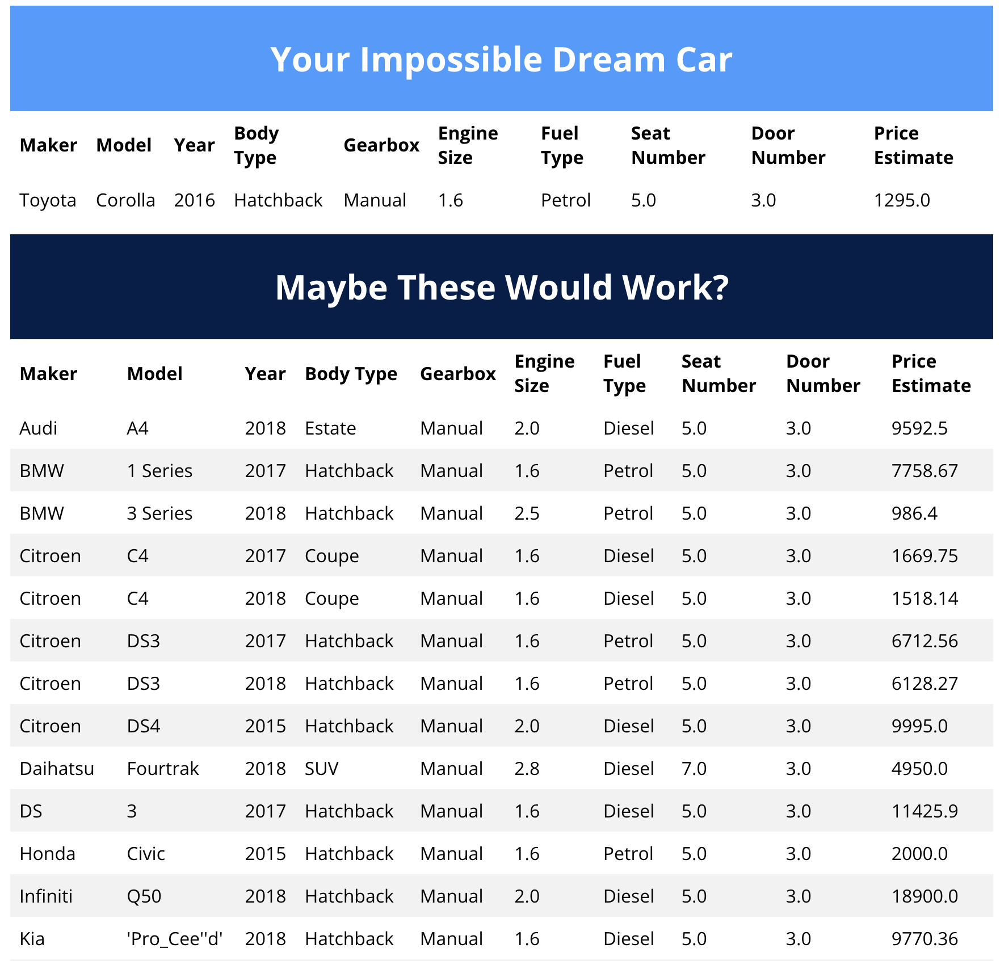 Your Impossible Dream Car
Maker Model Year Body Type Gearbox Engine Size Fuel Type Seat Number Door Number Price Estimate
Toyota Corolla 2016 Hatchback Manual 1.6 Petrol 5.0 3.0 1295.0
Maybe These Would Work?
Maker Model Year Body Type Gearbox Engine Size Fuel Type Seat Number Door Number Price Estimate
Audi A4 2018 Estate Manual 2.0 Diesel 5.0 3.0 9592.5
BMW 1 Series 2017 Hatchback Manual 1.6 Petrol 5.0 3.0 7758.67
BMW 3 Series 2018 Hatchback Manual 2.5 Petrol 5.0 3.0 986.4
Citroen C4 2017 Coupe Manual 1.6 Diesel 5.0 3.0 1669.75
Citroen C4 2018 Coupe Manual 1.6 Diesel 5.0 3.0 1518.14
Citroen DS3 2017 Hatchback Manual 1.6 Petrol 5.0 3.0 6712.56
Citroen DS3 2018 Hatchback Manual 1.6 Petrol 5.0 3.0 6128.27
Citroen DS4 2015 Hatchback Manual 2.0 Diesel 5.0 3.0 9995.0
Daihatsu Fourtrak 2018 SUV Manual 2.8 Diesel 7.0 3.0 4950.0
DS 3 2017 Hatchback Manual 1.6 Diesel 5.0 3.0 11425.9
Honda Civic 2015 Hatchback Manual 1.6 Petrol 5.0 3.0 2000.0
Infiniti Q50 2018 Hatchback Manual 2.0 Diesel 5.0 3.0 18900.0
Kia 'Pro_Cee''d' 2018 Hatchback Manual 1.6 Diesel 5.0 3.0 9770.36